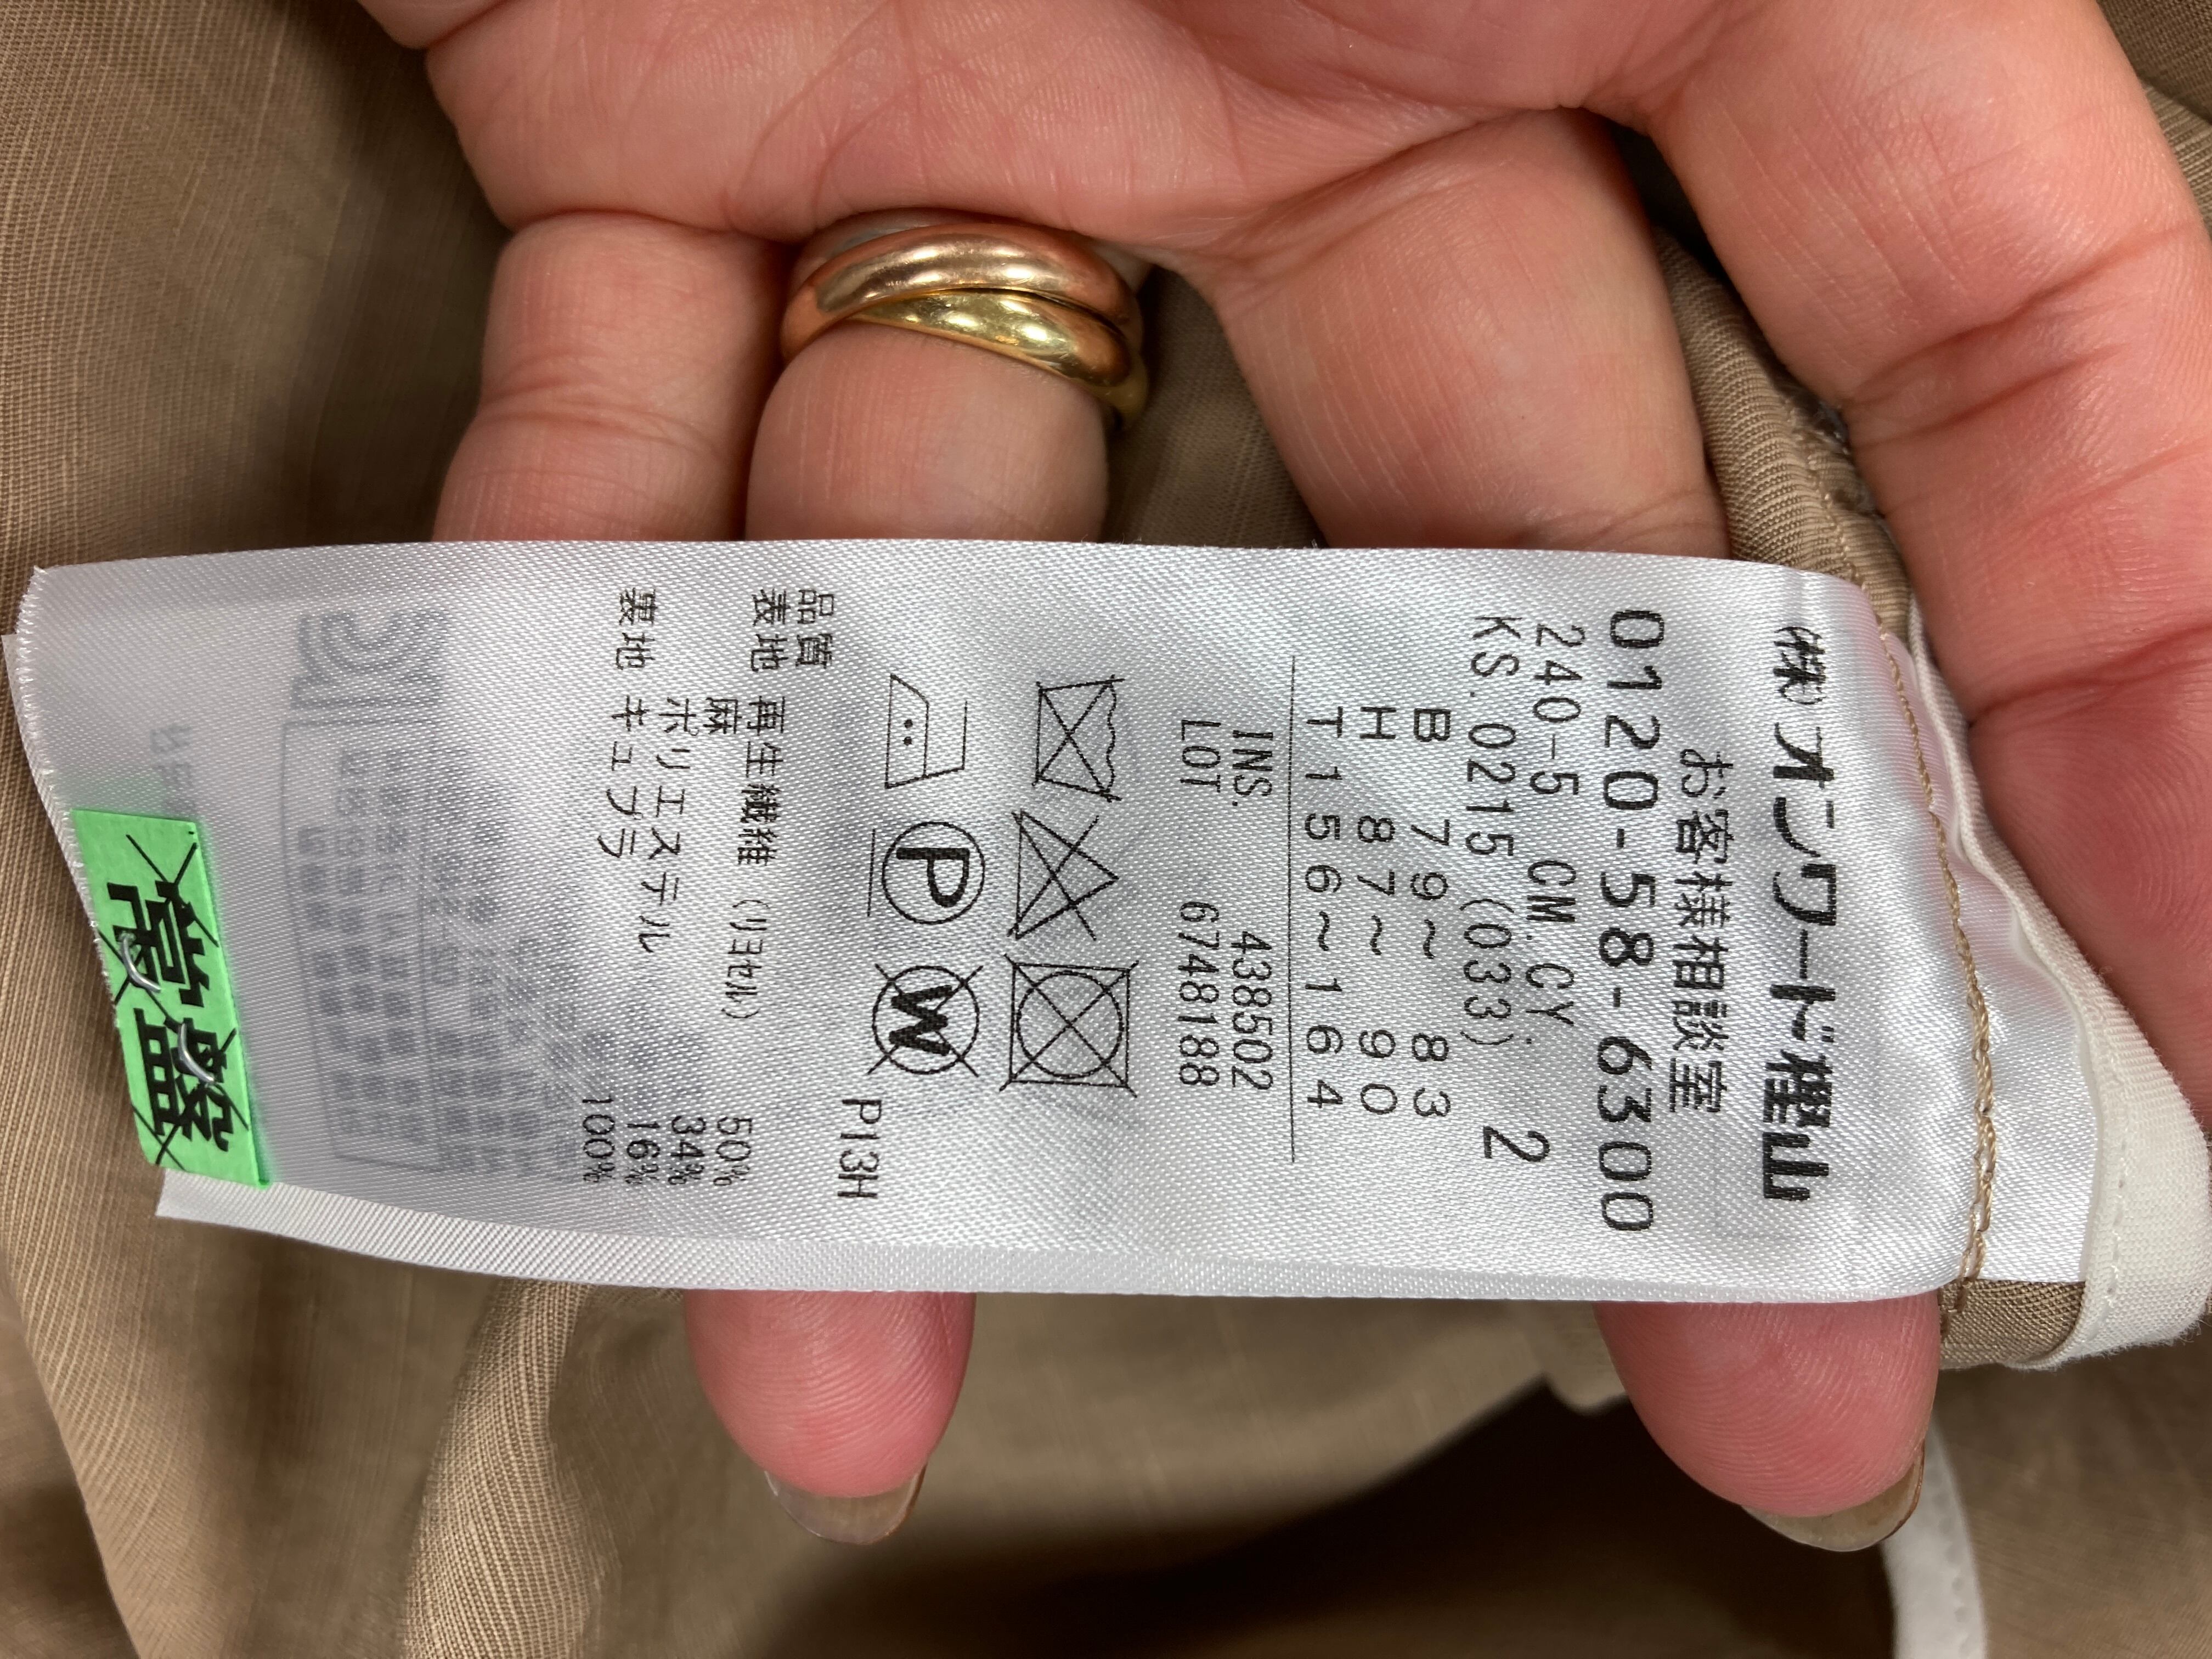 ㈱オンワード樫山
お客様相談室
0120-58-6300
240-5 CM.CY.
KS.0215(033) 2
B 79~ 83
H 87~ 90
T156~164
INS. 438502
LOT 6748188
P
W
P13H
品質
表地 再生繊維(リヨセル) 50%
麻 34%
ポリエステル 16%
裏地 キュプラ 100%
常盤